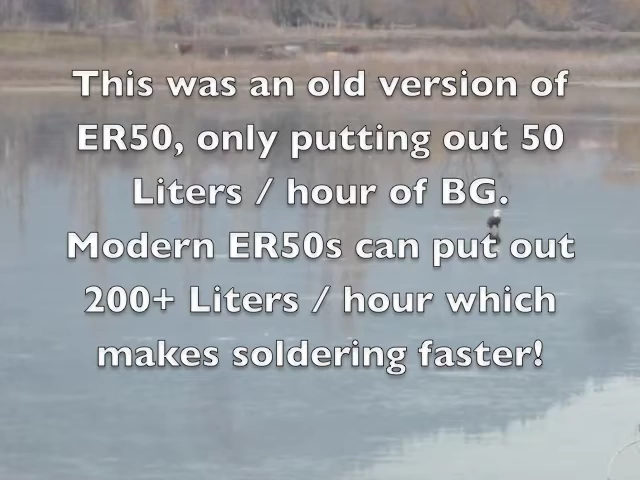 This was an old version of
ER50, only putting out 50
Liters / hour of BG.
Modern ER50s can put out
200+ Liters / hour which
makes soldering faster!